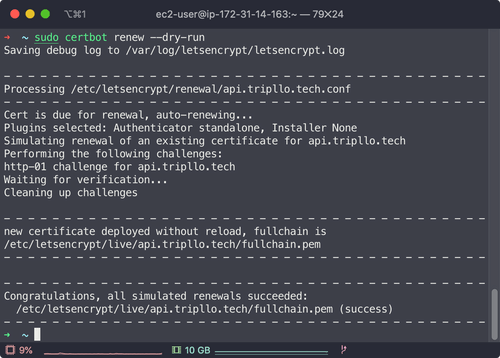 ⌥⌘1 ec2-user@ip-172-31-14-163:~ — 79×24
➜ ~ sudo certbot renew --dry-run
Saving debug log to /var/log/letsencrypt/letsencrypt.log
- - - - - - - - - - - - - - - - - - - - - - - - - - - - - - - - - - - - - - - -
Processing /etc/letsencrypt/renewal/api.tripllo.tech.conf
- - - - - - - - - - - - - - - - - - - - - - - - - - - - - - - - - - - - - - - -
Cert is due for renewal, auto-renewing...
Plugins selected: Authenticator standalone, Installer None
Simulating renewal of an existing certificate for api.tripllo.tech
Performing the following challenges:
http-01 challenge for api.tripllo.tech
Waiting for verification...
Cleaning up challenges
- - - - - - - - - - - - - - - - - - - - - - - - - - - - - - - - - - - - - - - -
new certificate deployed without reload, fullchain is
/etc/letsencrypt/live/api.tripllo.tech/fullchain.pem
- - - - - - - - - - - - - - - - - - - - - - - - - - - - - - - - - - - - - - - -
- - - - - - - - - - - - - - - - - - - - - - - - - - - - - - - - - - - - - - - -
Congratulations, all simulated renewals succeeded:
/etc/letsencrypt/live/api.tripllo.tech/fullchain.pem (success)
- - - - - - - - - - - - - - - - - - - - - - - - - - - - - - - - - - - - - - - -
➜ ~
9% 10 GB